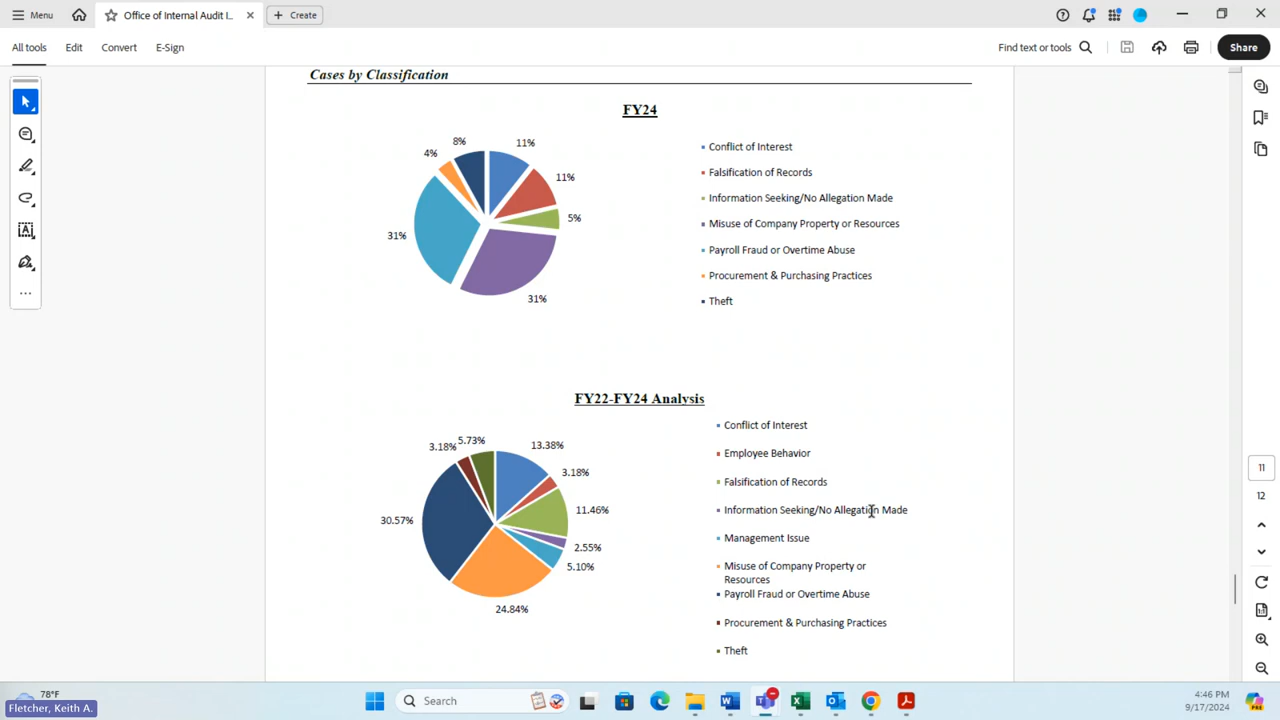 Menu
Office of Internal Audit I...
Create
All tools
Edit
Convert
E-Sign
Find text or tools
Share
Cases by Classification
FY24
8%
11%
4%
11%
5%
31%
31%
Conflict of Interest
Falsification of Records
Information Seeking/No Allegation Made
Misuse of Company Property or Resources
Payroll Fraud or Overtime Abuse
Procurement & Purchasing Practices
Theft
FY22-FY24 Analysis
5.73%
3.18%
13.38%
3.18%
11.46%
30.57%
2.55%
5.10%
24.84%
Conflict of Interest
Employee Behavior
Falsification of Records
Information Seeking/No Allegation Made
Management Issue
Misuse of Company Property or
Resources
Payroll Fraud or Overtime Abuse
Procurement & Purchasing Practices
Theft
11
12
78°F
Fletcher, Keith A.
Search
4:46 PM
9/17/2024